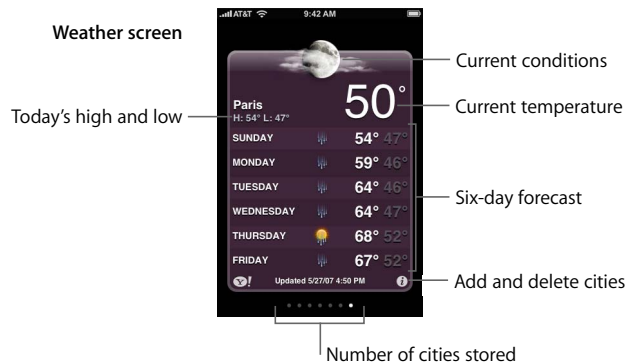 AT&T 9:42 AM
Weather screen
Current conditions
Paris
50°
Current temperature
Today's high and low
H: 54° L: 47°
SUNDAY 54° 47°
MONDAY 59° 46°
TUESDAY 64° 46°
Six-day forecast
WEDNESDAY 64° 47°
THURSDAY 68° 52°
FRIDAY 67° 52°
Y! Updated 5/27/07 4:50 PM i
Add and delete cities
Number of cities stored